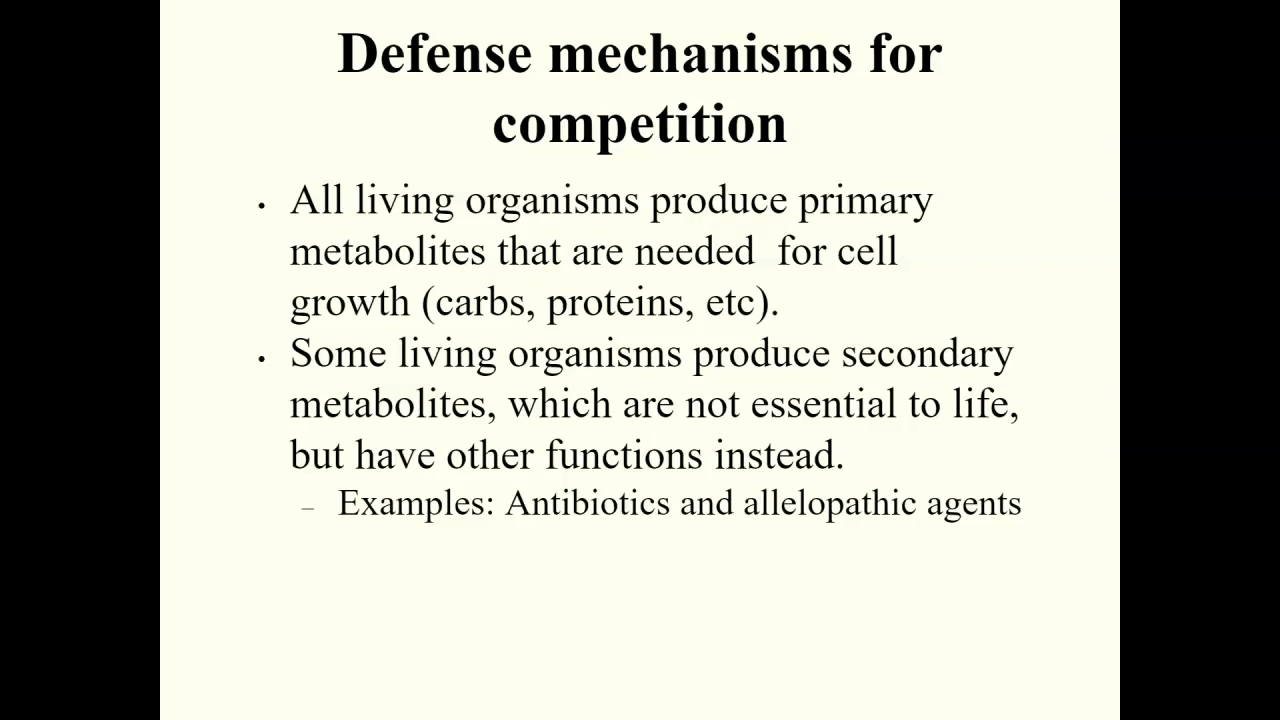 Defense mechanisms for
competition
• All living organisms produce primary
metabolites that are needed  for cell
growth (carbs, proteins, etc).
• Some living organisms produce secondary
metabolites, which are not essential to life,
but have other functions instead.
– Examples: Antibiotics and allelopathic agents